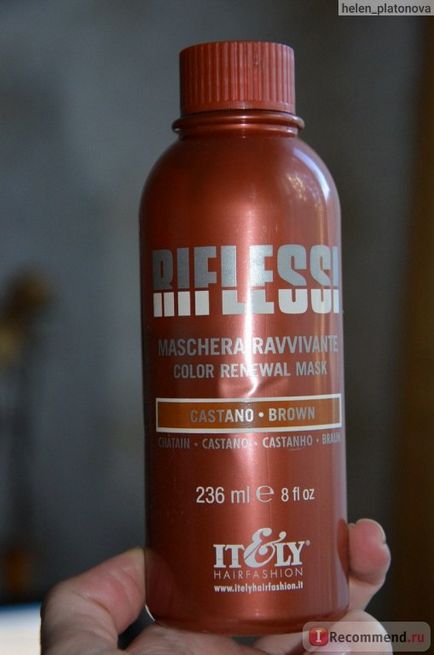 helen_platonova
RIFLESSI
MASCHERA RAVVIVANTE
COLOR RENEWAL MASK
CASTANO • BROWN
CHÂTAIN • CASTAÑO • CASTANHO • BRAUN
236 ml ℮ 8 fl oz
IT&LY®
HAIRFASHION
www.itelyhairfashion.it
I Recommend.ru